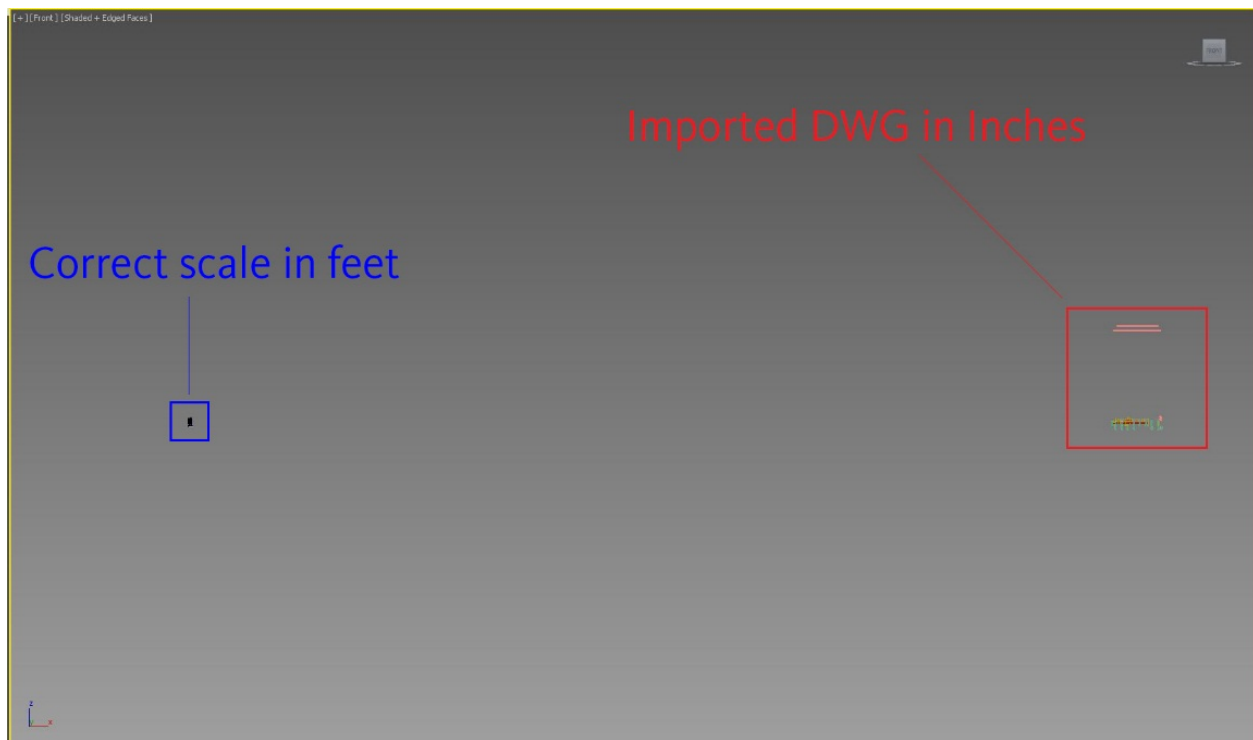 [+][Front][Shaded + Edged Faces]
Imported DWG in Inches
Correct scale in feet
z
y
x